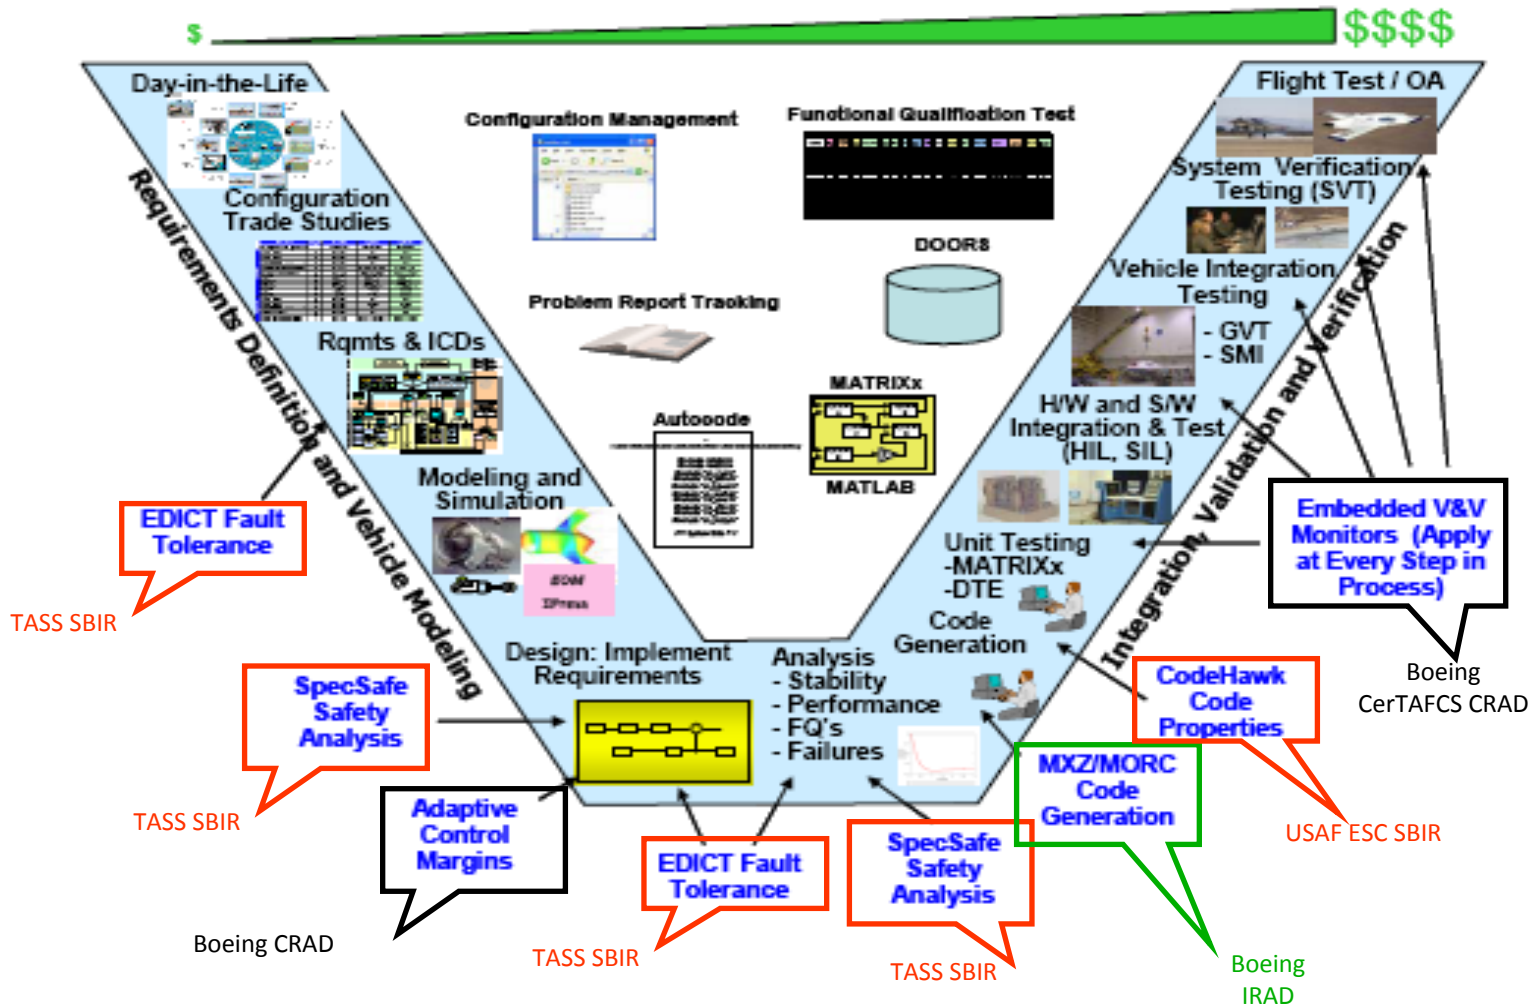 $
$$$$
Day-in-the-Life
Configuration
Trade Studies
Rqmts & ICDs
Modeling and
Simulation
Design: Implement
Requirements
Requirements Definition and Vehicle Modeling
Configuration Management
Functional Qualification Test
DOORS
Problem Report Tracking
Autocode
MATRIXx
MATLAB
Analysis
- Stability
- Performance
- FQ's
- Failures
Flight Test / OA
System Verification
Testing (SVT)
Vehicle Integration
Testing
- GVT
- SMI
H/W and S/W
Integration & Test
(HIL, SIL)
Unit Testing
-MATRIXx
-DTE
Code
Generation
Integration, Validation and Verification
EDICT Fault
Tolerance
TASS SBIR
SpecSafe
Safety
Analysis
TASS SBIR
Adaptive
Control
Margins
Boeing CRAD
EDICT Fault
Tolerance
TASS SBIR
SpecSafe
Safety
Analysis
TASS SBIR
MXZ/MORC
Code
Generation
Boeing
IRAD
CodeHawk
Code
Properties
USAF ESC SBIR
Embedded V&V
Monitors (Apply
at Every Step in
Process)
Boeing
CerTAFCS CRAD